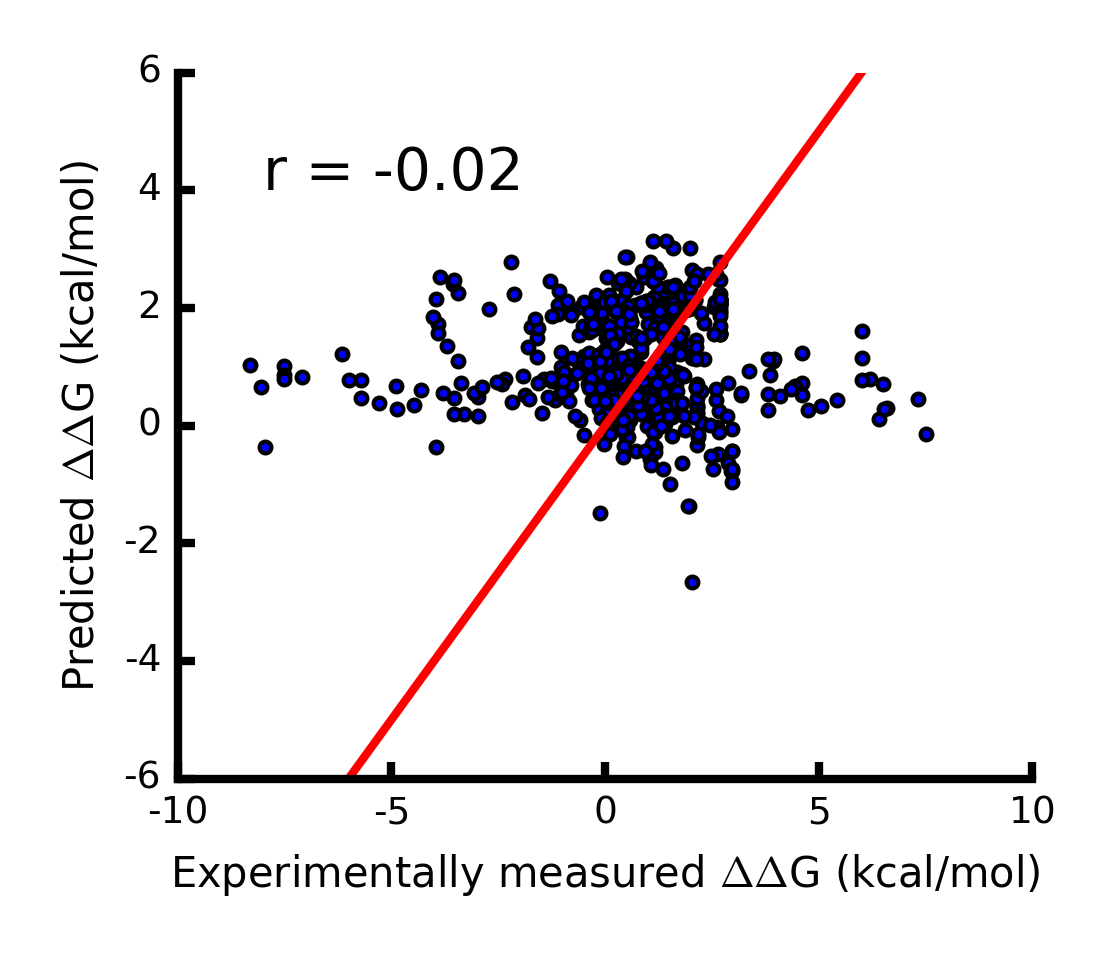 6
r = -0.02
4
2
0
-2
-4
-6
Predicted ΔΔG (kcal/mol)
-10 -5 0 5 10
Experimentally measured ΔΔG (kcal/mol)